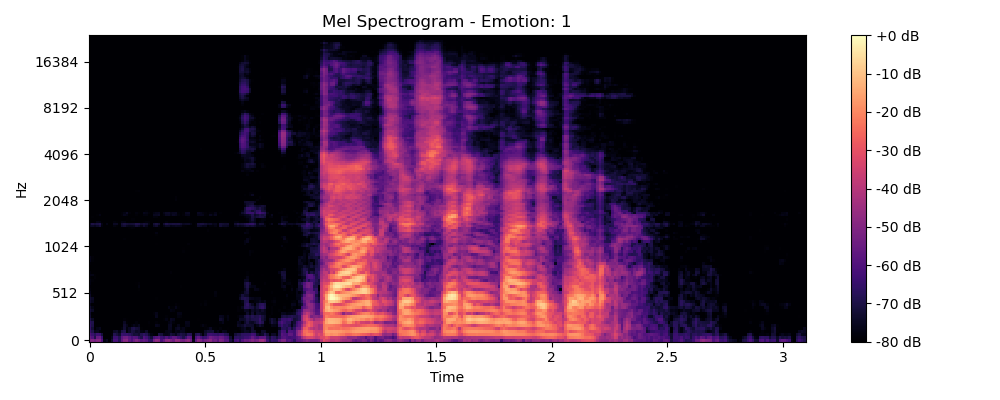 Mel Spectrogram - Emotion: 1
Hz
16384
8192
4096
2048
1024
512
0
0 0.5 1 1.5 2 2.5 3
Time
+0 dB
-10 dB
-20 dB
-30 dB
-40 dB
-50 dB
-60 dB
-70 dB
-80 dB